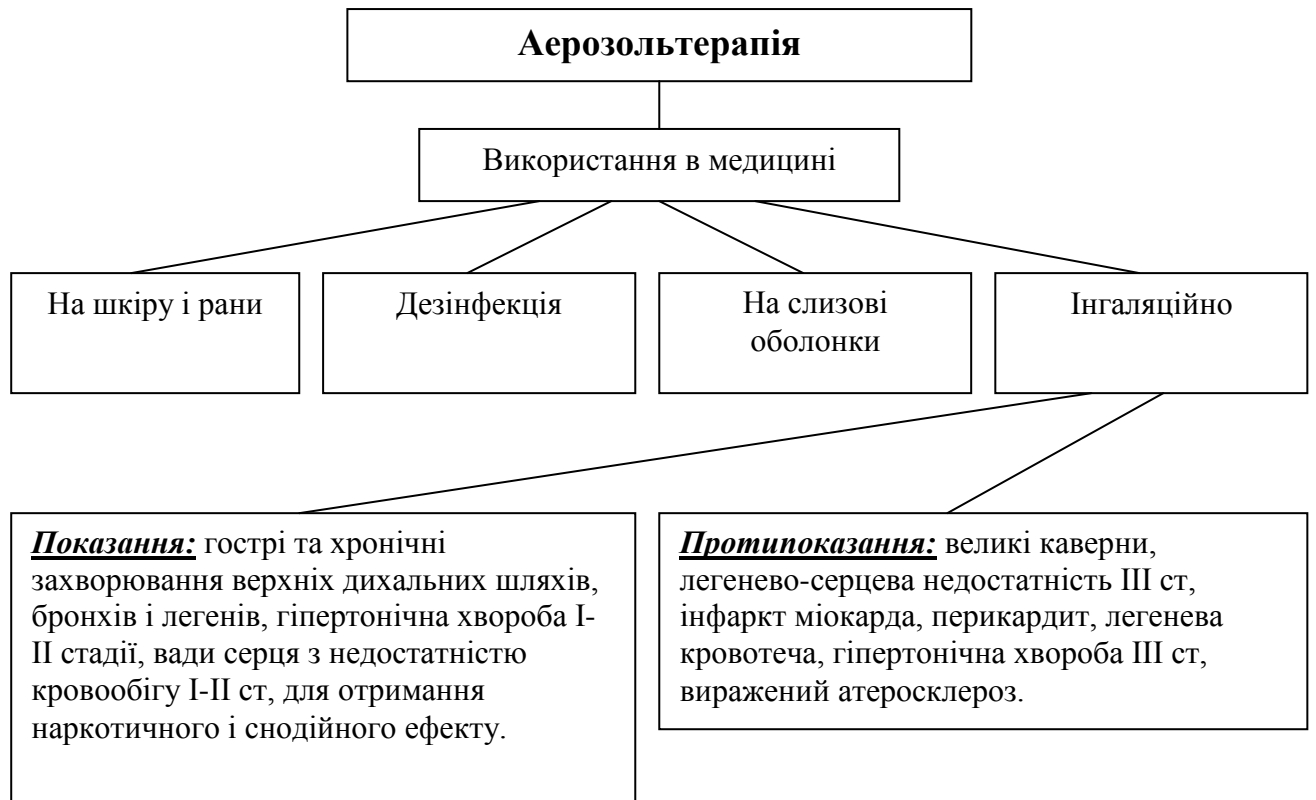 Аерозольтерапія
Використання в медицині
На шкіру і рани
Дезінфекція
На слизові
оболонки
Інгаляційно
Показання: гострі та хронічні
захворювання верхніх дихальних шляхів,
бронхів і легенів, гіпертонічна хвороба І-
ІІ стадії, вади серця з недостатністю
кровообігу І-ІІ ст, для отримання
наркотичного і снодійного ефекту.
Протипоказання: великі каверни,
легенево-серцева недостатність ІІІ ст,
інфаркт міокарда, перикардит, легенева
кровотеча, гіпертонічна хвороба ІІІ ст,
виражений атеросклероз.